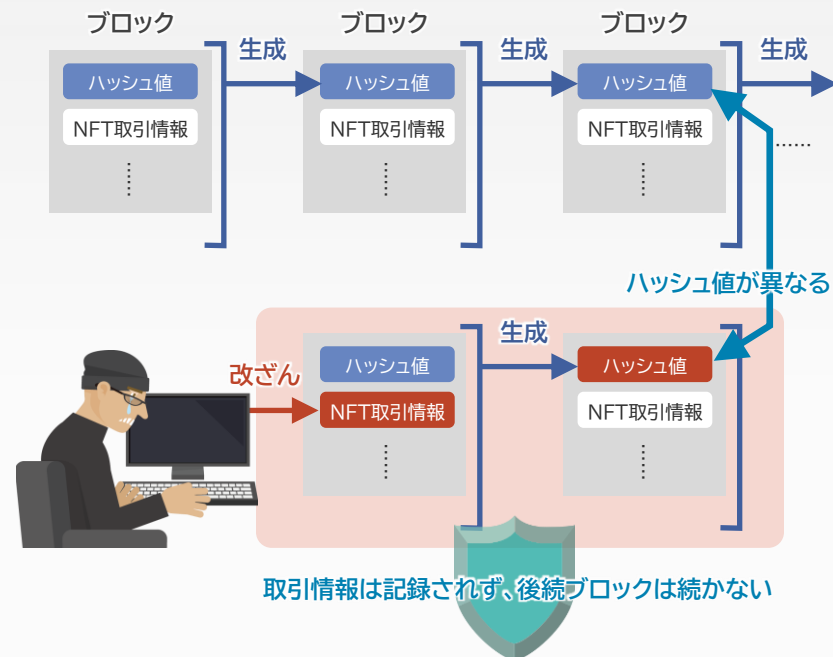 ブロック
ブロック
ブロック
生成
生成
生成
ハッシュ値
ハッシュ値
ハッシュ値
NFT取引情報
NFT取引情報
NFT取引情報
……
ハッシュ値が異なる
生成
改ざん
ハッシュ値
ハッシュ値
NFT取引情報
NFT取引情報
取引情報は記録されず、後続ブロックは続かない